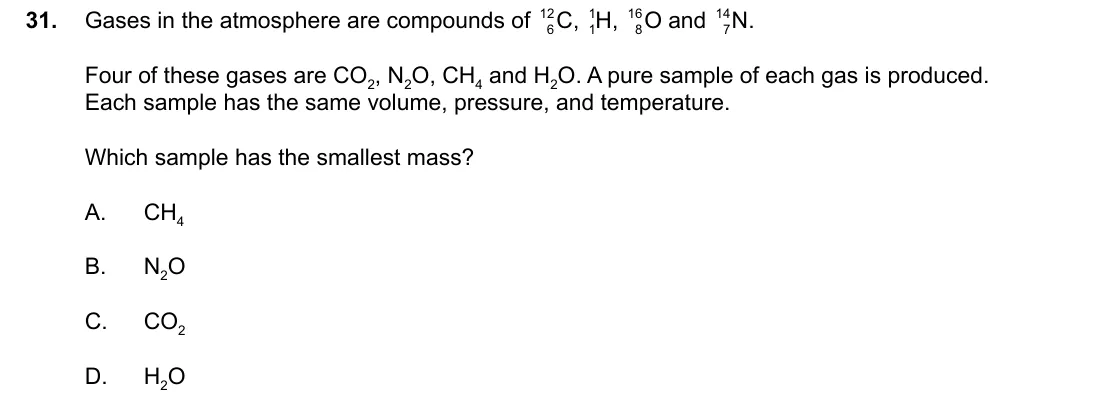 31. Gases in the atmosphere are compounds of ¹²₆C, ¹₁H, ¹⁶₈O and ¹⁴₇N.
Four of these gases are CO₂, N₂O, CH₄ and H₂O. A pure sample of each gas is produced.
Each sample has the same volume, pressure, and temperature.
Which sample has the smallest mass?
A. CH₄
B. N₂O
C. CO₂
D. H₂O